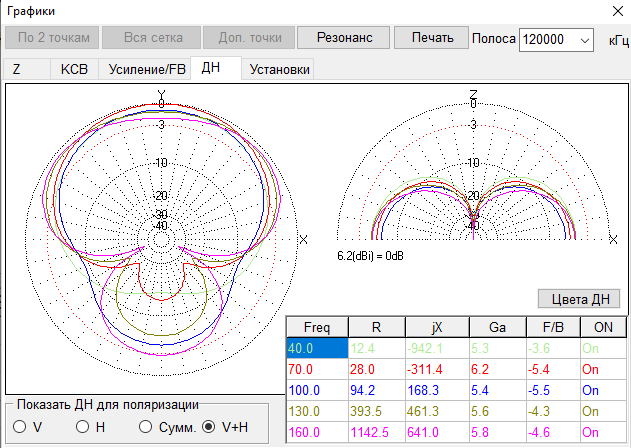 Графики
По 2 точкам Вся сетка Доп. точки Резонанс Печать Полоса 120000 кГц
Z КСВ Усиление/FB ДН Установки
Y
0
-3
-10
-20
-30
-40
X
Z
0
-3
-10
-20
-40
X
6.2(dBi) = 0dB
Цвета ДН
Freq R jX Ga F/B ON
40.0 12.4 -942.1 5.3 -3.6 On
70.0 28.0 -311.4 6.2 -5.4 On
100.0 94.2 168.3 5.4 -5.5 On
130.0 393.5 461.3 5.6 -4.3 On
160.0 1142.5 641.0 5.8 -4.6 On
Показать ДН для поляризации
V H Сумм. V+H